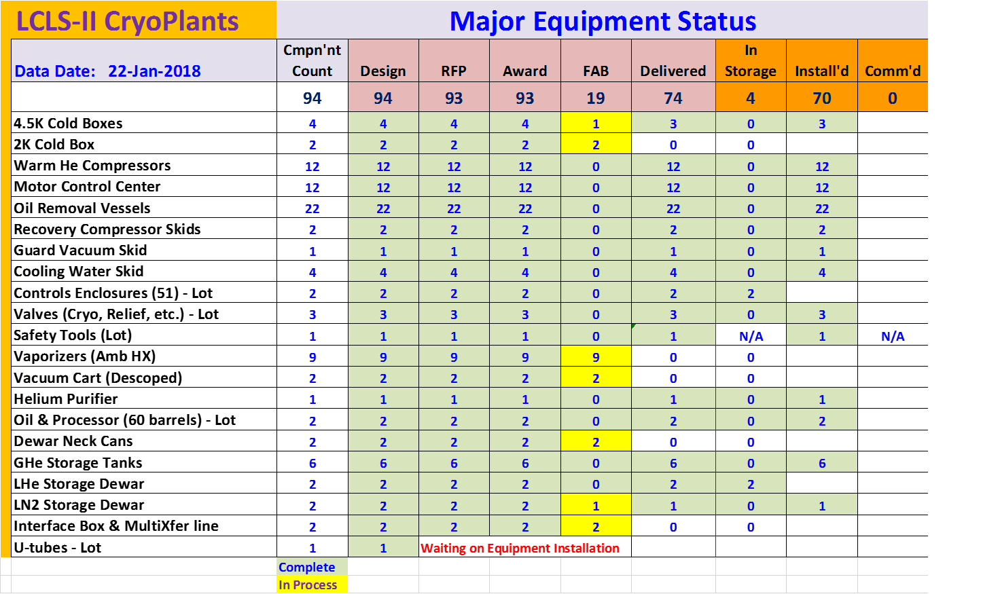 LCLS-II CryoPlants Major Equipment Status
Cmpn'nt In
Data Date: 22-Jan-2018 Count Design RFP Award FAB Delivered Storage Install'd Comm'd
94 94 93 93 19 74 4 70 0
4.5K Cold Boxes 4 4 4 4 1 3 0 3
2K Cold Box 2 2 2 2 2 0 0
Warm He Compressors 12 12 12 12 0 12 0 12
Motor Control Center 12 12 12 12 0 12 0 12
Oil Removal Vessels 22 22 22 22 0 22 0 22
Recovery Compressor Skids 2 2 2 2 0 2 0 2
Guard Vacuum Skid 1 1 1 1 0 1 0 1
Cooling Water Skid 4 4 4 4 0 4 0 4
Controls Enclosures (51) - Lot 2 2 2 2 0 2 2
Valves (Cryo, Relief, etc.) - Lot 3 3 3 3 0 3 0 3
Safety Tools (Lot) 1 1 1 1 0 1 N/A 1 N/A
Vaporizers (Amb HX) 9 9 9 9 9 0 0
Vacuum Cart (Descoped) 2 2 2 2 2 0 0
Helium Purifier 1 1 1 1 0 1 0 1
Oil & Processor (60 barrels) - Lot 2 2 2 2 0 2 0 2
Dewar Neck Cans 2 2 2 2 2 0 0
GHe Storage Tanks 6 6 6 6 0 6 0 6
LHe Storage Dewar 2 2 2 2 0 2 2
LN2 Storage Dewar 2 2 2 2 1 1 0 1
Interface Box & MultiXfer line 2 2 2 2 2 0 0
U-tubes - Lot 1 1 Waiting on Equipment Installation
Complete
In Process